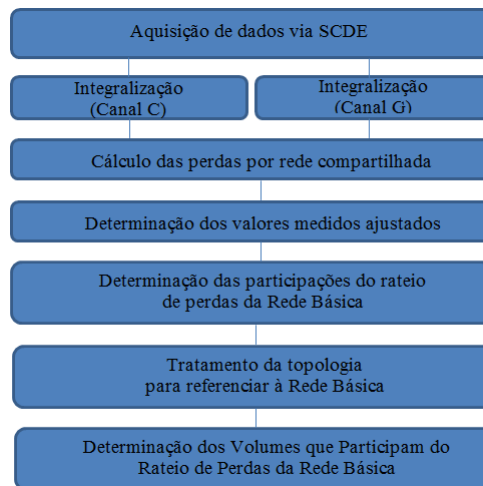 Aquisição de dados via SCDE
Integralização
(Canal C)
Integralização
(Canal G)
Cálculo das perdas por rede compartilhada
Determinação dos valores medidos ajustados
Determinação das participações do rateio
de perdas da Rede Básica
Tratamento da topologia
para referenciar à Rede Básica
Determinação dos Volumes que Participam do
Rateio de Perdas da Rede Básica